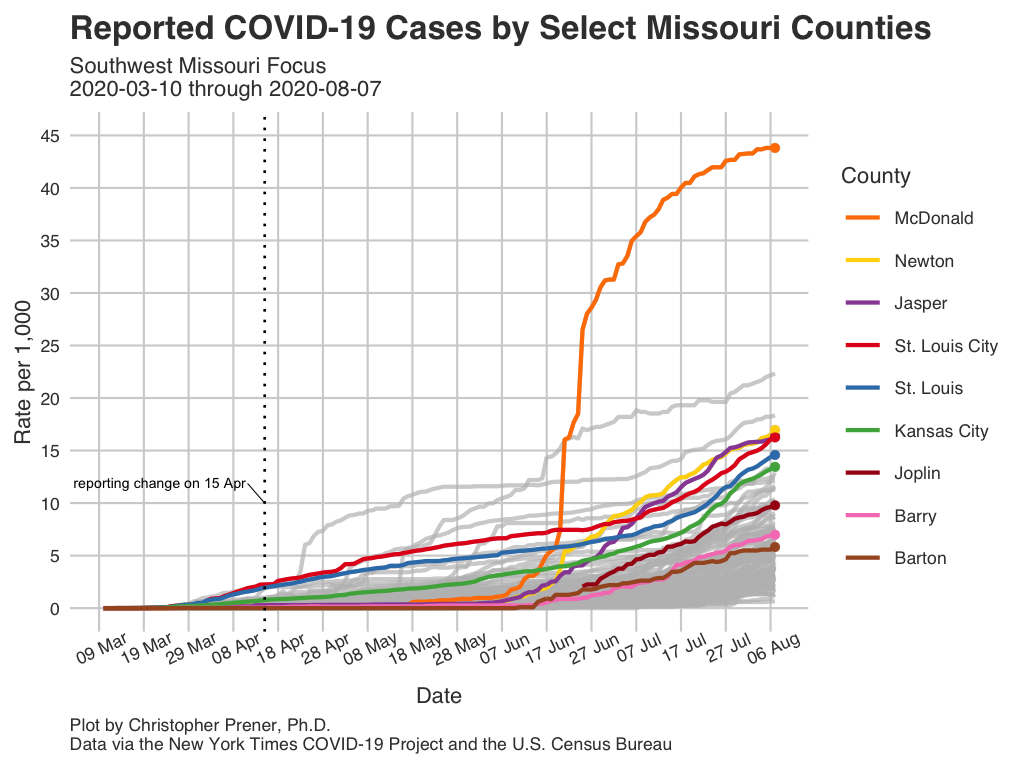 Reported COVID-19 Cases by Select Missouri Counties
Southwest Missouri Focus
2020-03-10 through 2020-08-07
45
40
35
30
25
20
15
10
5
0
Rate per 1,000
reporting change on 15 Apr
09 Mar
19 Mar
29 Mar
08 Apr
18 Apr
28 Apr
08 May
18 May
28 May
07 Jun
17 Jun
27 Jun
07 Jul
17 Jul
27 Jul
06 Aug
Date
County
McDonald
Newton
Jasper
St. Louis City
St. Louis
Kansas City
Joplin
Barry
Barton
Plot by Christopher Prener, Ph.D.
Data via the New York Times COVID-19 Project and the U.S. Census Bureau